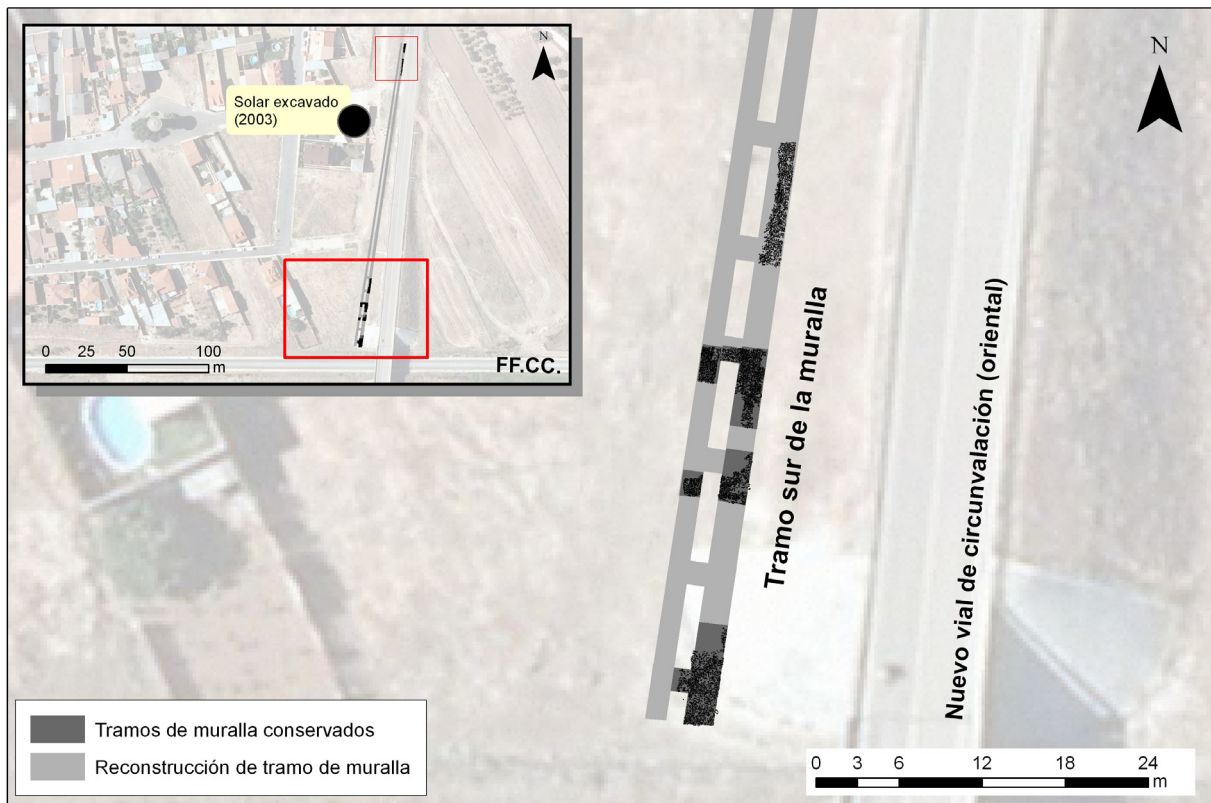 N
Solar excavado
(2003)
0 25 50 100
m
FF.CC.
N
Tramo sur de la muralla
Nuevo vial de circunvalación (oriental)
Tramos de muralla conservados
Reconstrucción de tramo de muralla
0 3 6 12 18 24
m